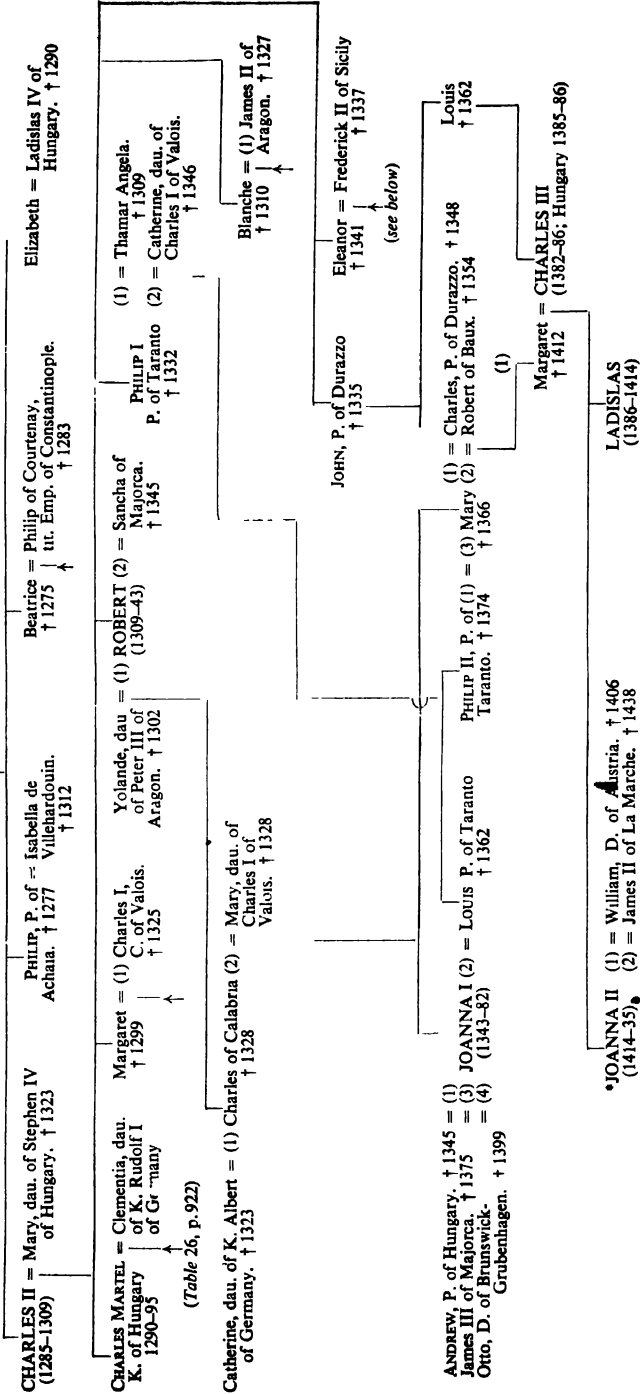 CHARLES II = Mary, dau. of Stephen IV
(1285–1309) of Hungary. † 1323
PHILIP, P. of = Isabella de
Achaia. † 1277 Villehardouin.
† 1312
Beatrice = Philip of Courtenay,
† 1275 tit. Emp. of Constantinople.
† 1283
Elizabeth = Ladislas IV of
Hungary. † 1290
CHARLES MARTEL = Clementia, dau.
K. of Hungary of K. Rudolf I
1290–95 of
(Table 26, p.922)
Margaret = (1) Charles I,
† 1299 C. of Valois.
† 1325
Yolande, dau = (1) ROBERT (2) = Sancha of
of Peter III of (1309–43) Majorca.
Aragon. † 1302 † 1345
PHILIP I
P. of Taranto
† 1332
(1) = Thamar Angela.
† 1309
(2) = Catherine, dau. of
Charles I of Valois.
† 1346
Blanche = (1) James II of
† 1310 Aragon. † 1327
Catherine, dau. of K. Albert = (1) Charles of Calabria (2) = Mary, dau. of
of Germany. † 1323 † 1328 Charles I of
Valois. † 1328
JOHN, P. of Durazzo
† 1335
Eleanor = Frederick II of Sicily
† 1341 † 1337
(see below)
ANDREW, P. of Hungary. † 1345 = (1)
James III of Majorca. † 1375 = (3)
Otto, D. of Brunswick- = (4)
Grubenhagen. † 1399
JOANNA I (2) = LOUIS P. of Taranto
(1343–82) † 1362
PHILIP II, P. of (1) = (3) Mary
Taranto. † 1374 † 1366
(1) = Charles, P. of Durazzo. † 1348
(2) = Robert of Baux. † 1354
Louis
† 1362
(1)
Margaret = CHARLES III
† 1412 (1382–86; Hungary 1385–86)
*JOANNA II (1) = William, D. of Austria. † 1406
(1414–35) (2) = James II of La Marche. † 1438
LADISLAS
(1386–1414)